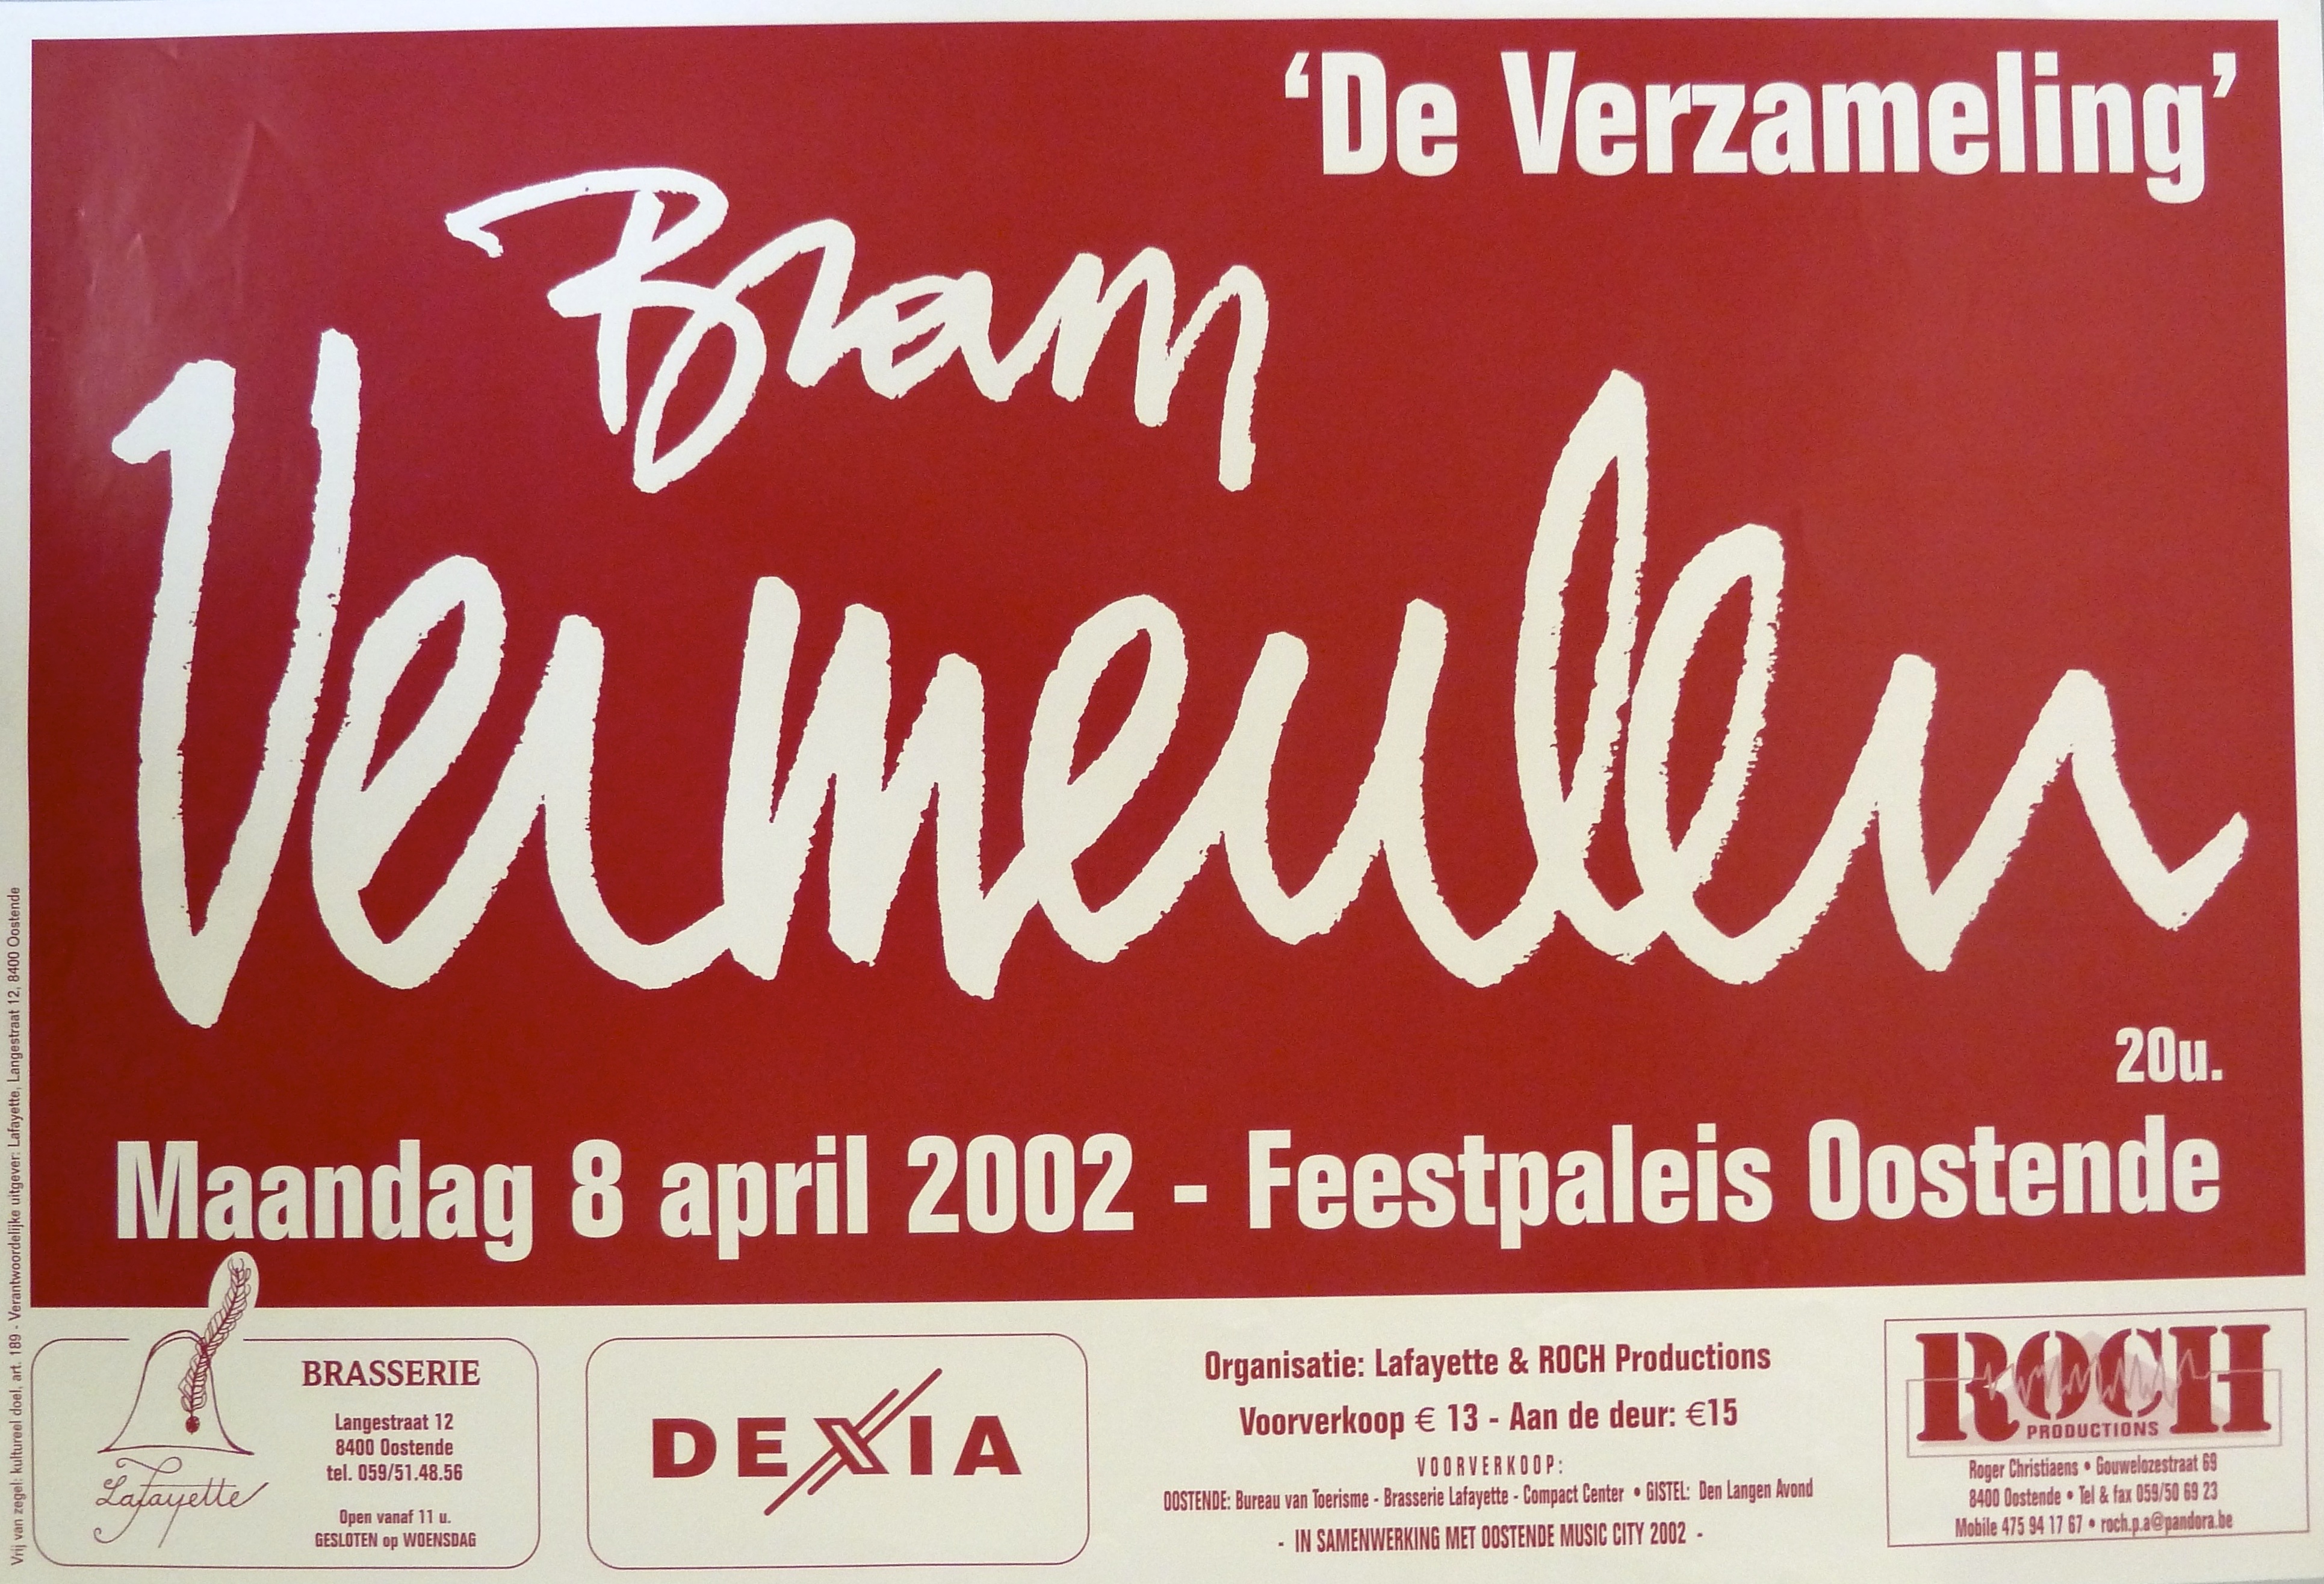 ‘De Verzameling’
Bram
Vermeulen
20u.
Maandag 8 april 2002 - Feestpaleis Oostende
BRASSERIE
Langestraat 12
8400 Oostende
tel. 059/51.48.56
Open vanaf 11 u.
GESLOTEN op WOENSDAG
Lafayette
DEXIA
Organisatie: Lafayette & ROCH Productions
Voorverkoop € 13 - Aan de deur: €15
VOORVERKOOP:
OOSTENDE: Bureau van Toerisme - Brasserie Lafayette - Compact Center • GISTEL: Den Langen Avond
- IN SAMENWERKING MET OOSTENDE MUSIC CITY 2002 -
ROCH
PRODUCTIONS
Roger Christiaens • Gouwelozestraat 69
8400 Oostende • Tel & fax 059/50 69 23
Mobile 475 94 17 67 • roch.p.a@pandora.be
Vrij van zegel: kultureel doel, art. 189 - Verantwoordelijke uitgever: Lafayette, Langestraat 12, 8400 Oostende